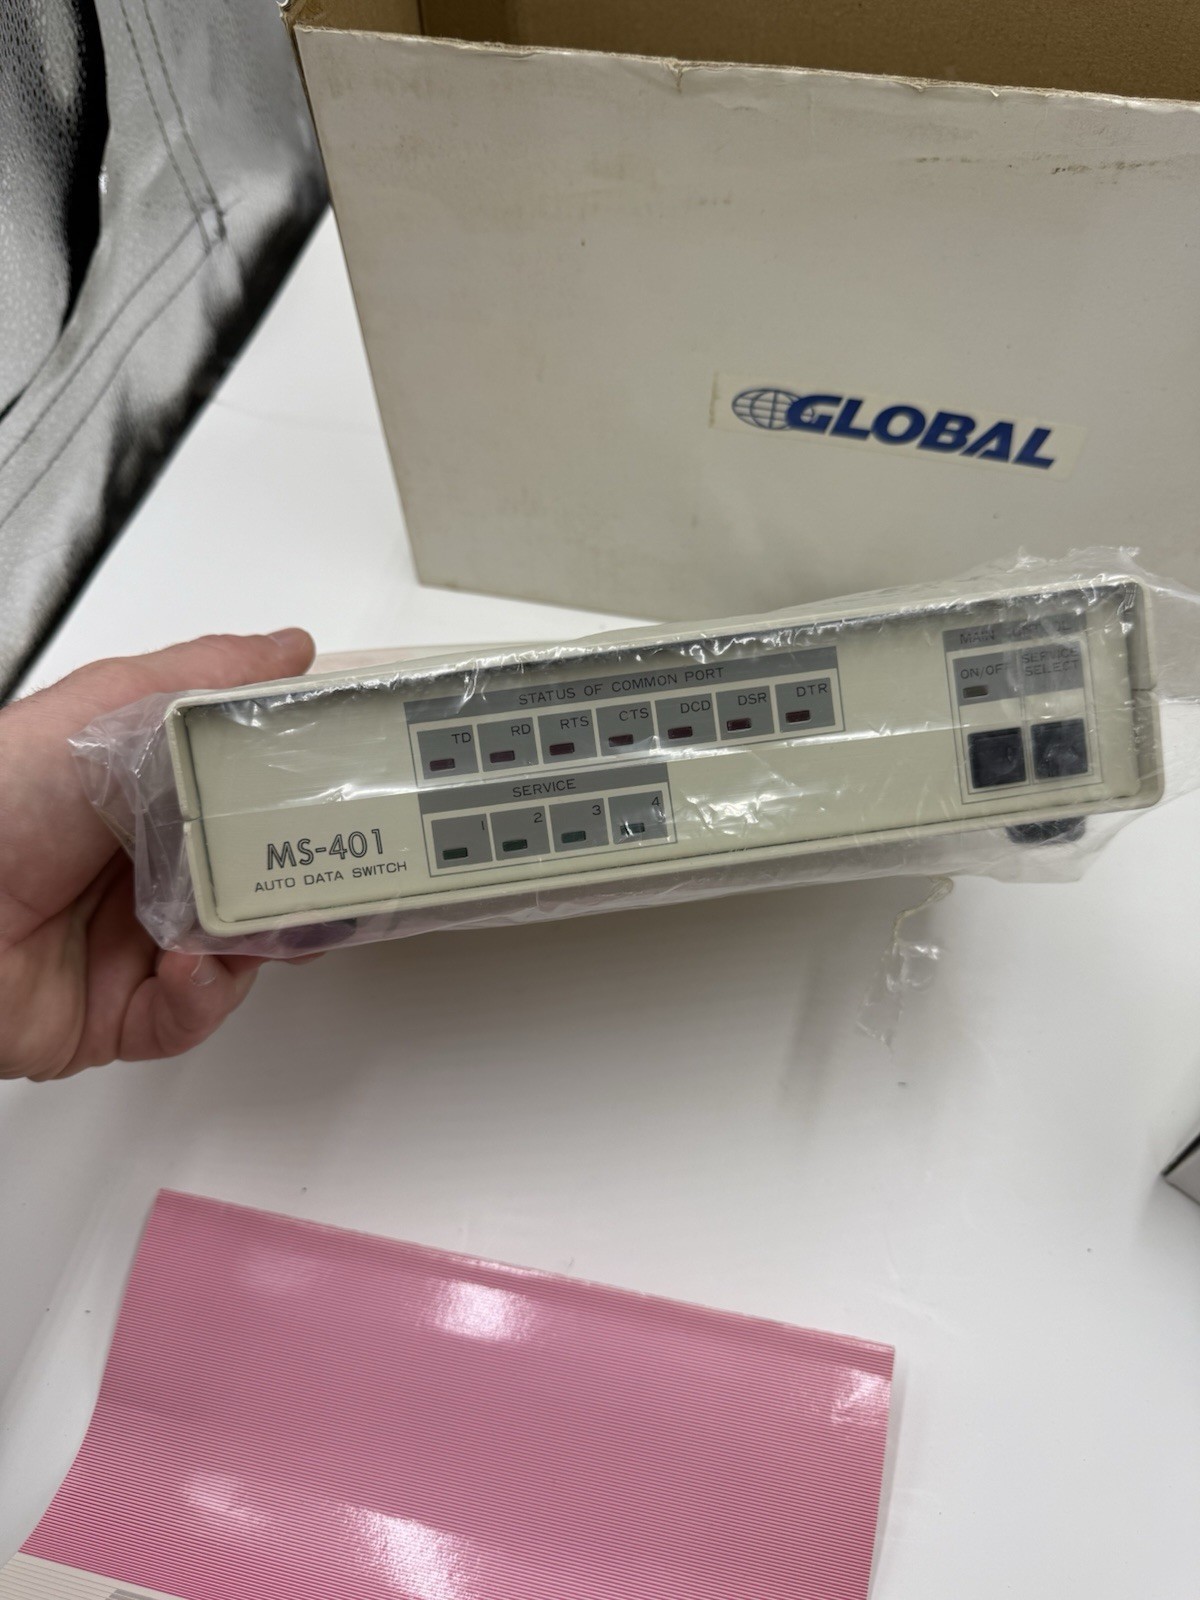 GLOBAL
STATUS OF COMMON PORT
TD RD RTS CTS DCD DSR DTR
SERVICE
1 2 3 4
MS-401
AUTO DATA SWITCH
MAIN CONTROL
ON/OFF
SERVICE
SELECT